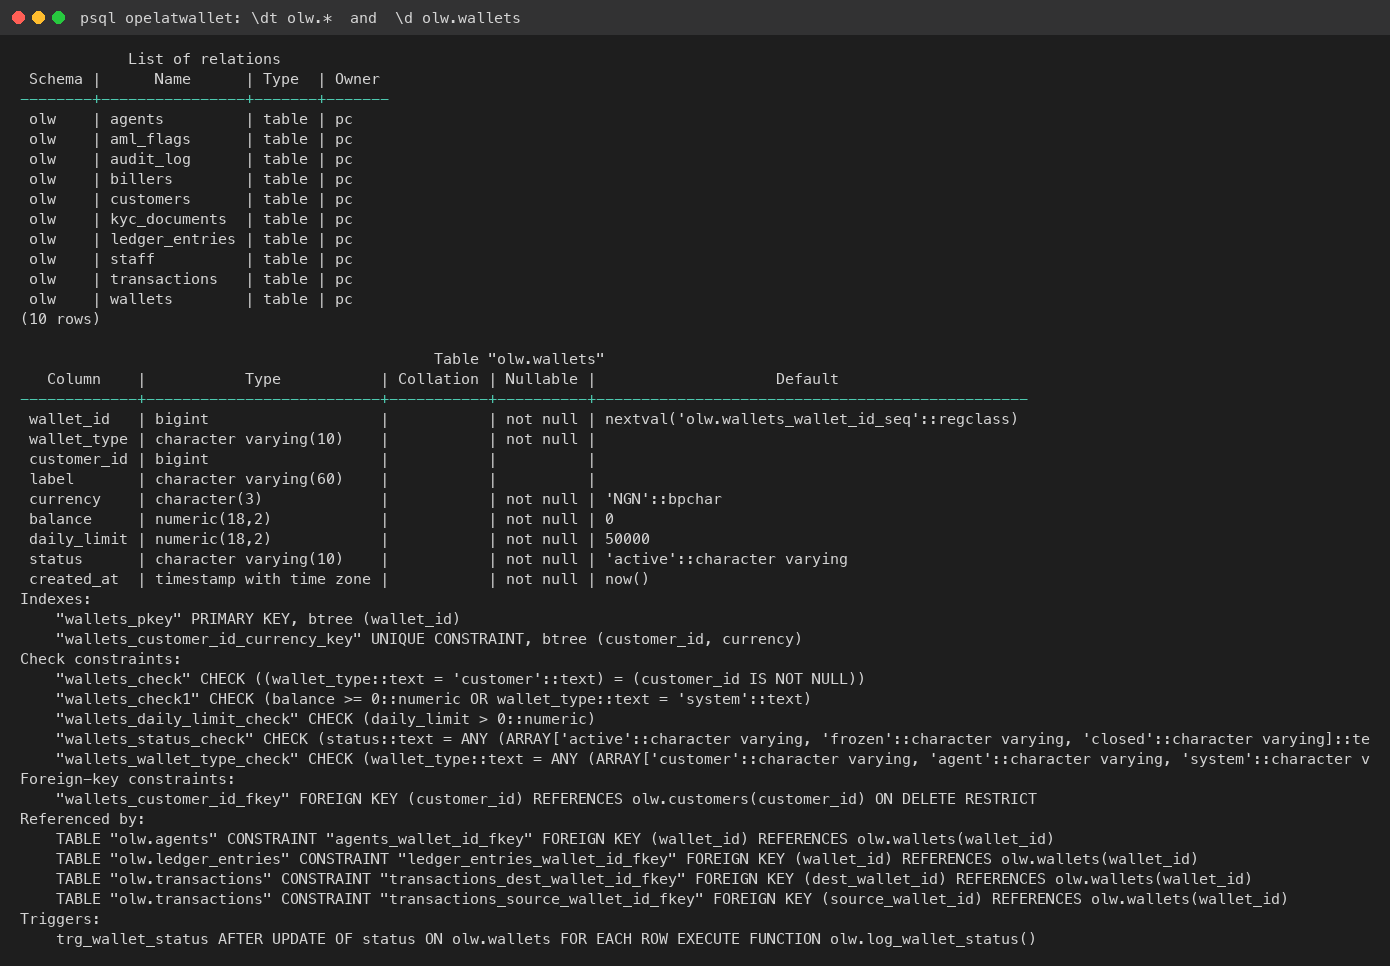 psql opelatwallet: \dt olw.*  and  \d olw.wallets
            List of relations
 Schema |      Name      | Type  | Owner
--------+----------------+-------+-------
 olw    | agents         | table | pc
 olw    | aml_flags      | table | pc
 olw    | audit_log      | table | pc
 olw    | billers        | table | pc
 olw    | customers      | table | pc
 olw    | kyc_documents  | table | pc
 olw    | ledger_entries | table | pc
 olw    | staff          | table | pc
 olw    | transactions   | table | pc
 olw    | wallets        | table | pc
(10 rows)
                                              Table "olw.wallets"
   Column    |           Type           | Collation | Nullable |                    Default
-------------+--------------------------+-----------+----------+------------------------------------------------
 wallet_id   | bigint                   |           | not null | nextval('olw.wallets_wallet_id_seq'::regclass)
 wallet_type | character varying(10)    |           | not null |
 customer_id | bigint                   |           |          |
 label       | character varying(60)    |           |          |
 currency    | character(3)             |           | not null | 'NGN'::bpchar
 balance     | numeric(18,2)            |           | not null | 0
 daily_limit | numeric(18,2)            |           | not null | 50000
 status      | character varying(10)    |           | not null | 'active'::character varying
 created_at  | timestamp with time zone |           | not null | now()
Indexes:
    "wallets_pkey" PRIMARY KEY, btree (wallet_id)
    "wallets_customer_id_currency_key" UNIQUE CONSTRAINT, btree (customer_id, currency)
Check constraints:
    "wallets_check" CHECK ((wallet_type::text = 'customer'::text) = (customer_id IS NOT NULL))
    "wallets_check1" CHECK (balance >= 0::numeric OR wallet_type::text = 'system'::text)
    "wallets_daily_limit_check" CHECK (daily_limit > 0::numeric)
    "wallets_status_check" CHECK (status::text = ANY (ARRAY['active'::character varying, 'frozen'::character varying, 'closed'::character varying]::te
    "wallets_wallet_type_check" CHECK (wallet_type::text = ANY (ARRAY['customer'::character varying, 'agent'::character varying, 'system'::character v
Foreign-key constraints:
    "wallets_customer_id_fkey" FOREIGN KEY (customer_id) REFERENCES olw.customers(customer_id) ON DELETE RESTRICT
Referenced by:
    TABLE "olw.agents" CONSTRAINT "agents_wallet_id_fkey" FOREIGN KEY (wallet_id) REFERENCES olw.wallets(wallet_id)
    TABLE "olw.ledger_entries" CONSTRAINT "ledger_entries_wallet_id_fkey" FOREIGN KEY (wallet_id) REFERENCES olw.wallets(wallet_id)
    TABLE "olw.transactions" CONSTRAINT "transactions_dest_wallet_id_fkey" FOREIGN KEY (dest_wallet_id) REFERENCES olw.wallets(wallet_id)
    TABLE "olw.transactions" CONSTRAINT "transactions_source_wallet_id_fkey" FOREIGN KEY (source_wallet_id) REFERENCES olw.wallets(wallet_id)
Triggers:
    trg_wallet_status AFTER UPDATE OF status ON olw.wallets FOR EACH ROW EXECUTE FUNCTION olw.log_wallet_status()